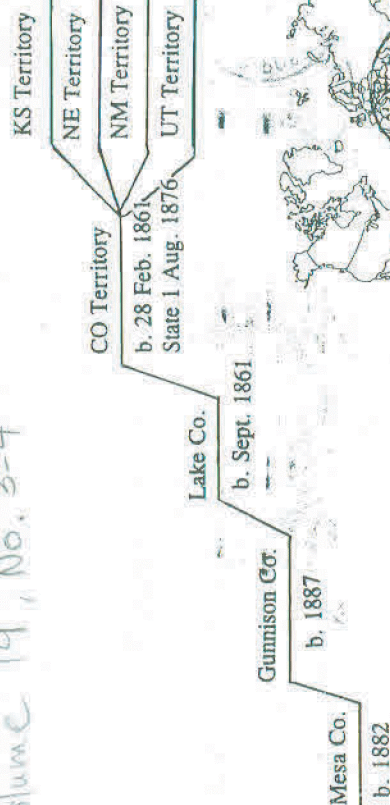 Volume 14, No. 3-4
KS Territory
NE Territory
NM Territory
UT Territory
CO Territory
b. 28 Feb. 1861
State 1 Aug. 1876
Lake Co.
b. Sept. 1861
Gunnison Co.
b. 1887
Mesa Co.
b. 1882